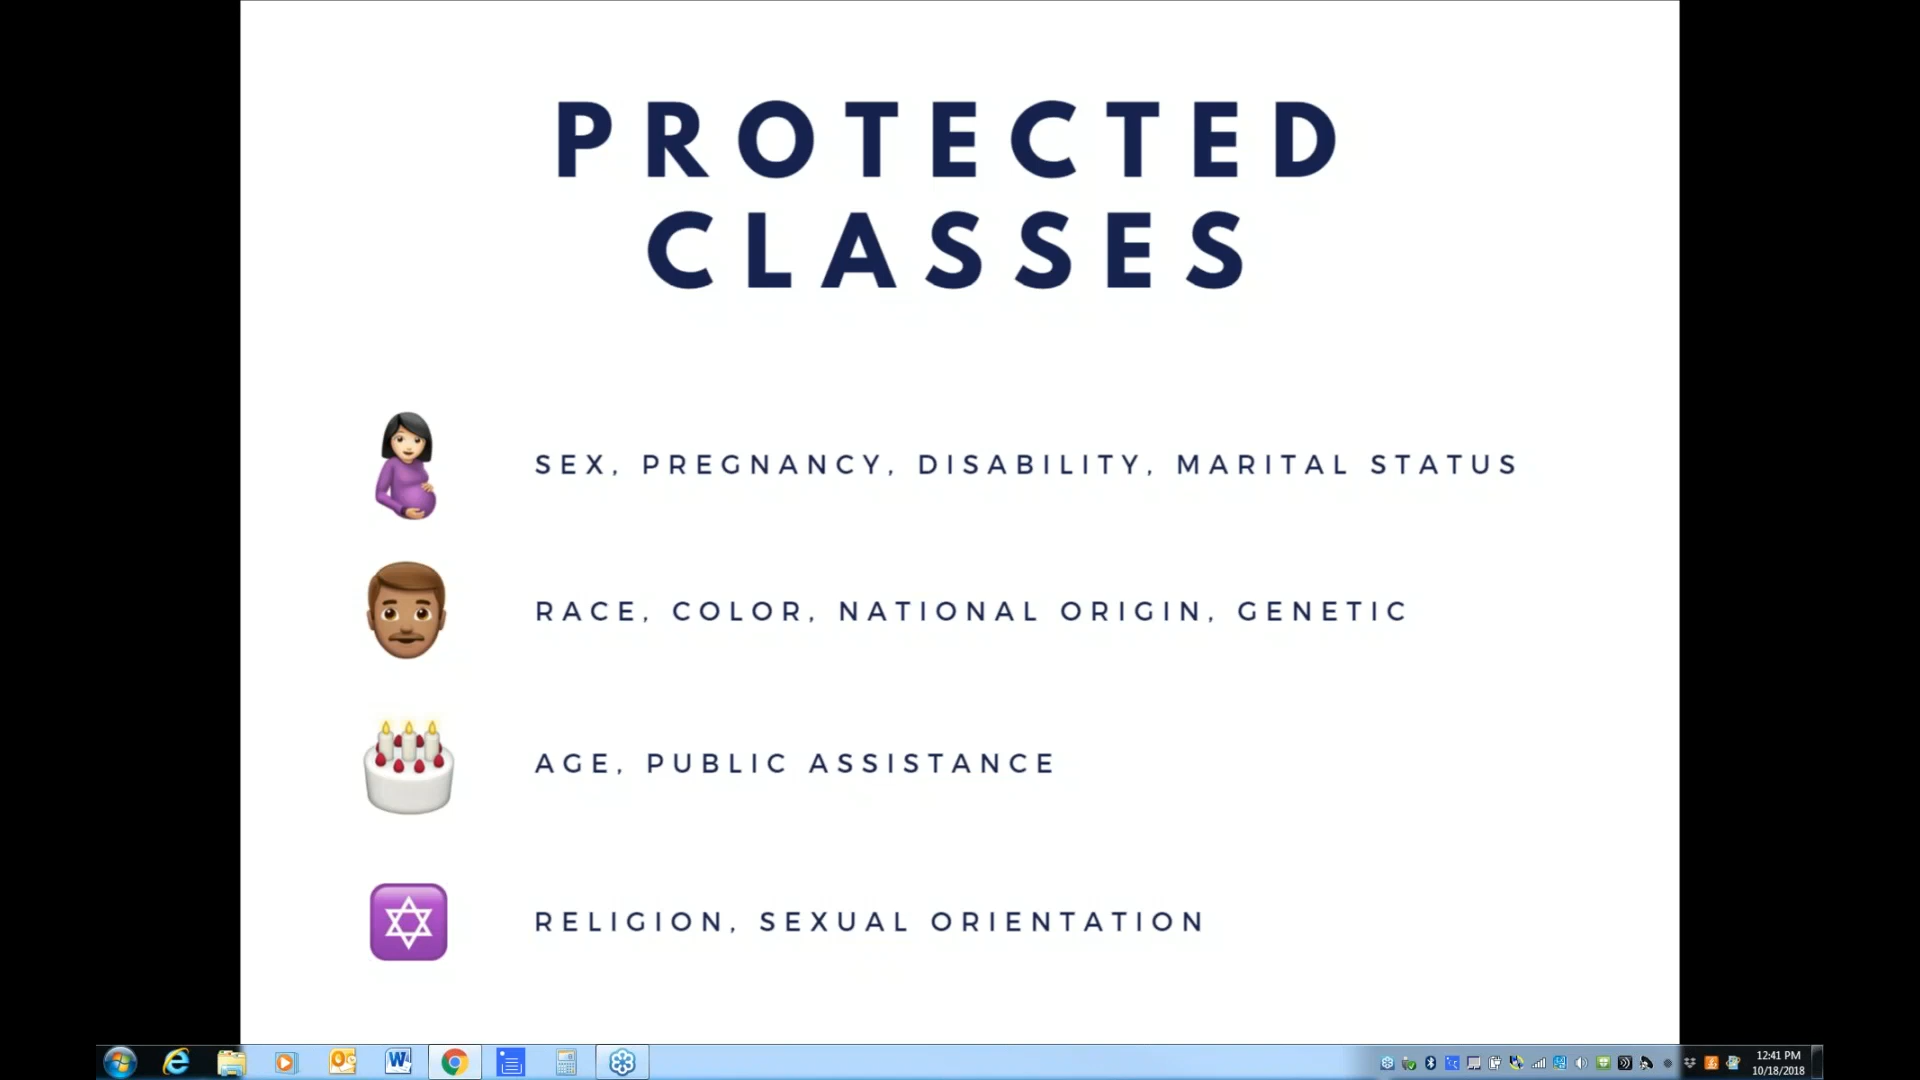 PROTECTED
CLASSES
SEX, PREGNANCY, DISABILITY, MARITAL STATUS
RACE, COLOR, NATIONAL ORIGIN, GENETIC
AGE, PUBLIC ASSISTANCE
RELIGION, SEXUAL ORIENTATION
12:41 PM
10/18/2018